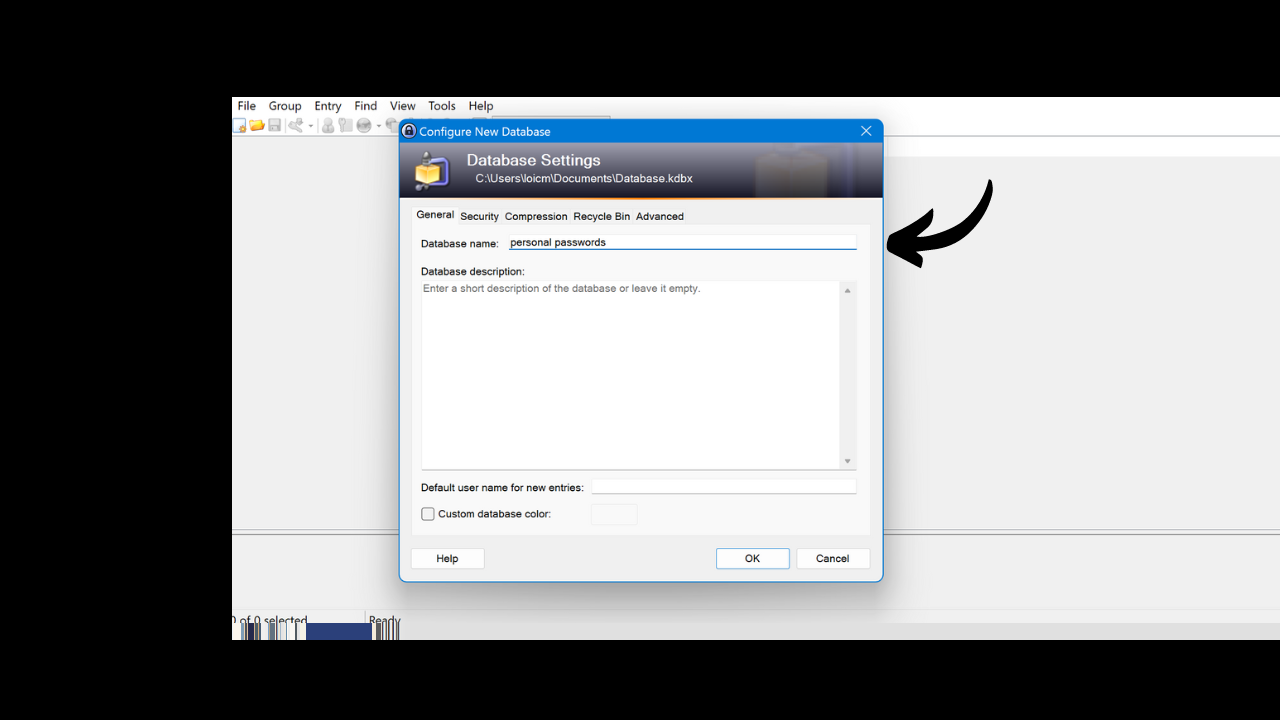 File Group Entry Find View Tools Help
Configure New Database
Database Settings
C:\Users\loicm\Documents\Database.kdbx
General Security Compression Recycle Bin Advanced
Database name: personal passwords
Database description:
Enter a short description of the database or leave it empty.
Default user name for new entries:
Custom database color:
Help OK Cancel
0 of 0 selected Ready